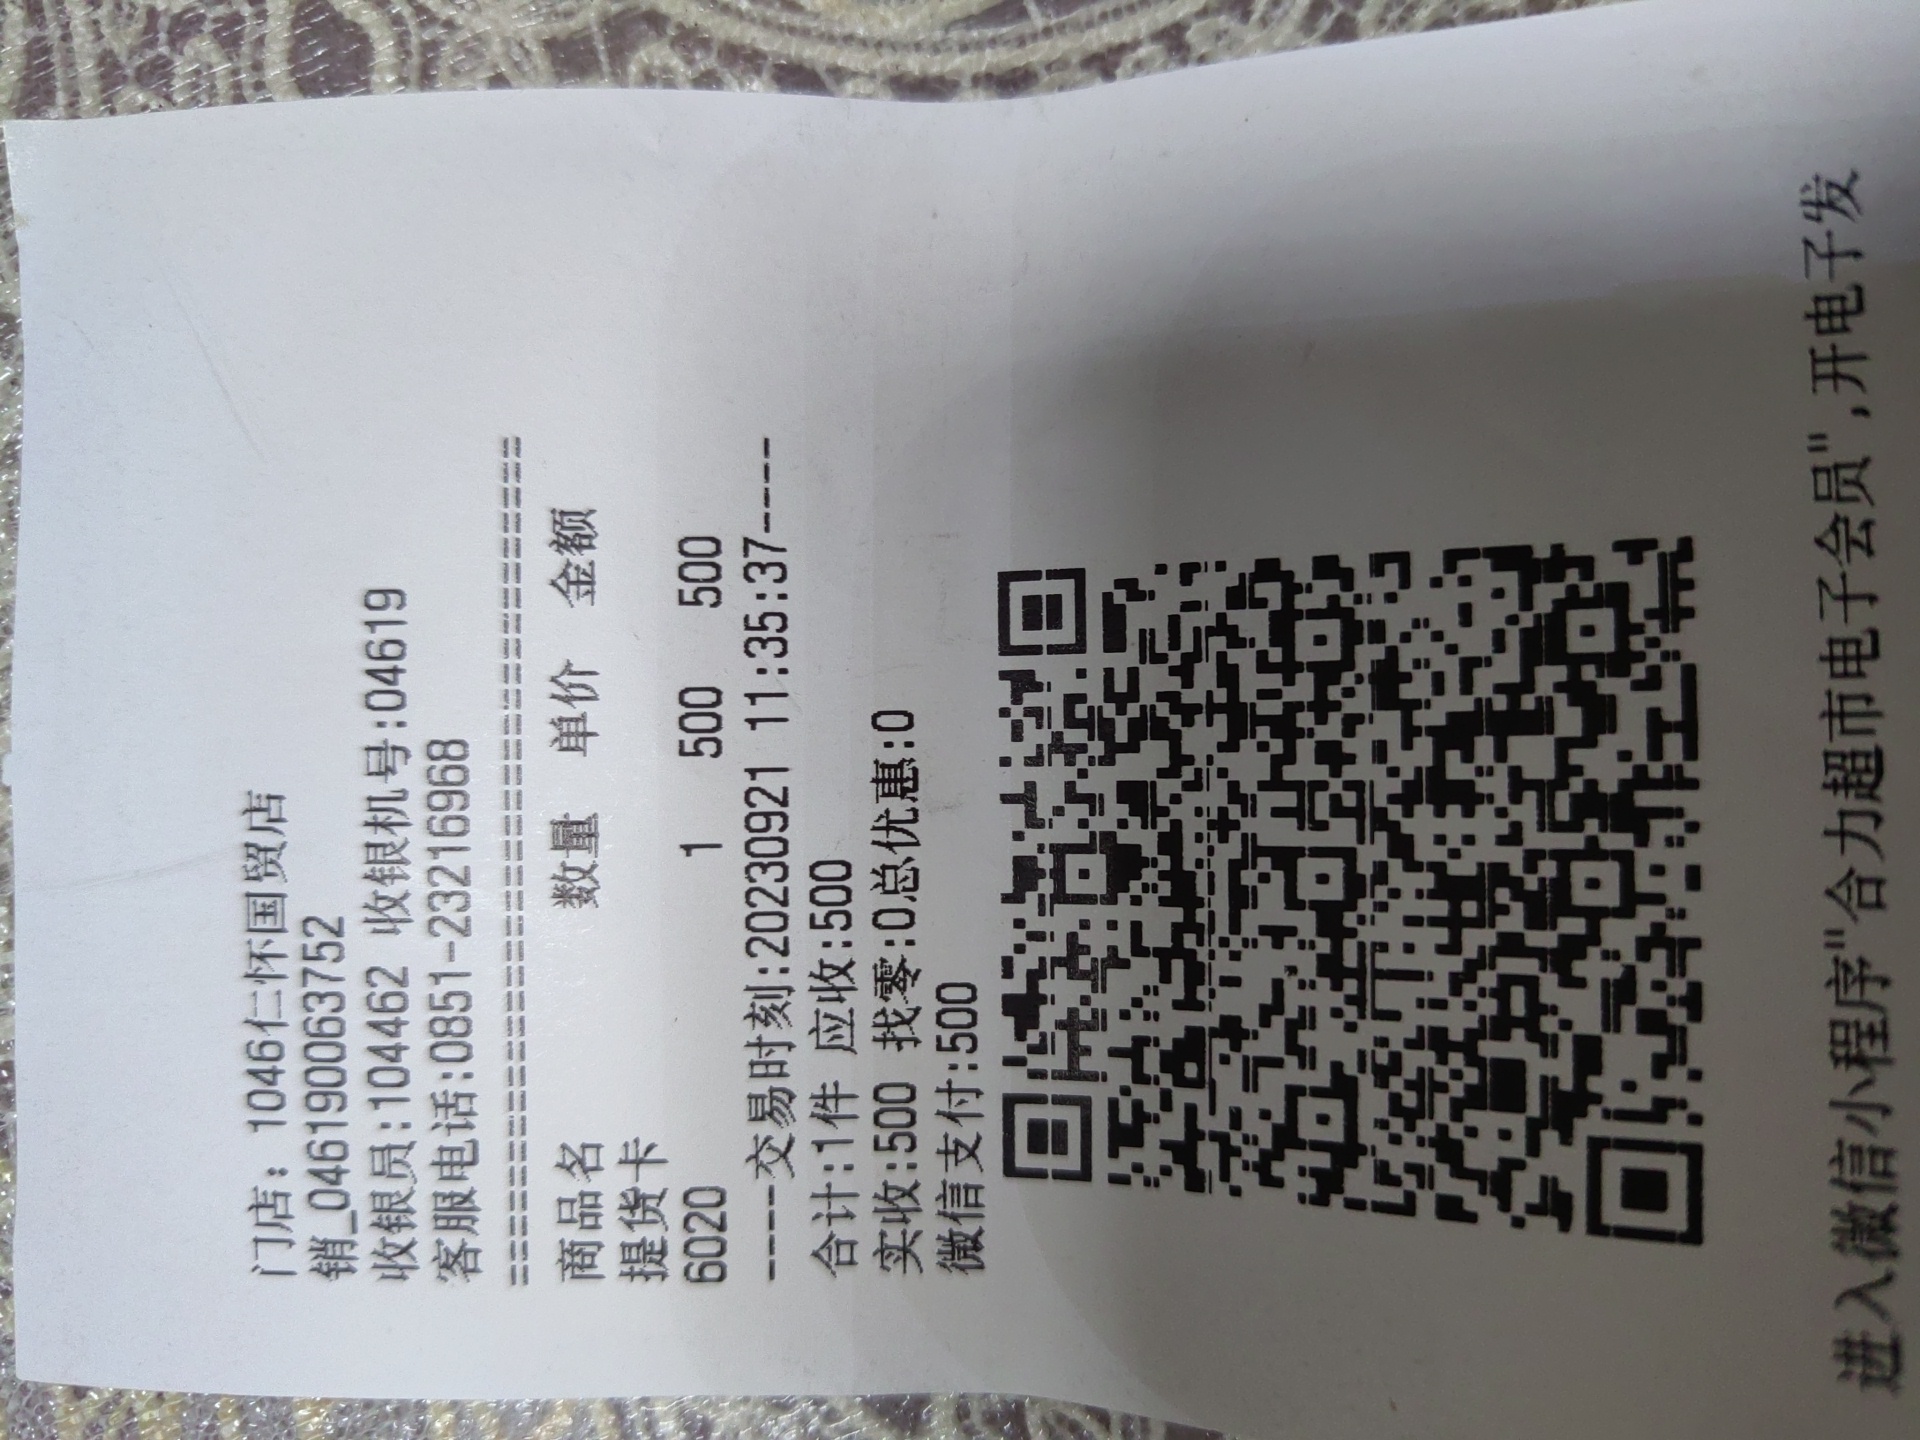 门店: 1046仁怀国贸店
销_046190063752
收银员:104462 收银机号:04619
客服电话:0851-23216968
========================================
商品名 数量 单价 金额
提货卡
6020 1 500 500
----交易时刻:20230921 11:35:37----
合计:1件 应收:500
实收:500 找零:0总优惠:0
微信支付:500
进入微信小程序"合力超市电子会员",开电子发